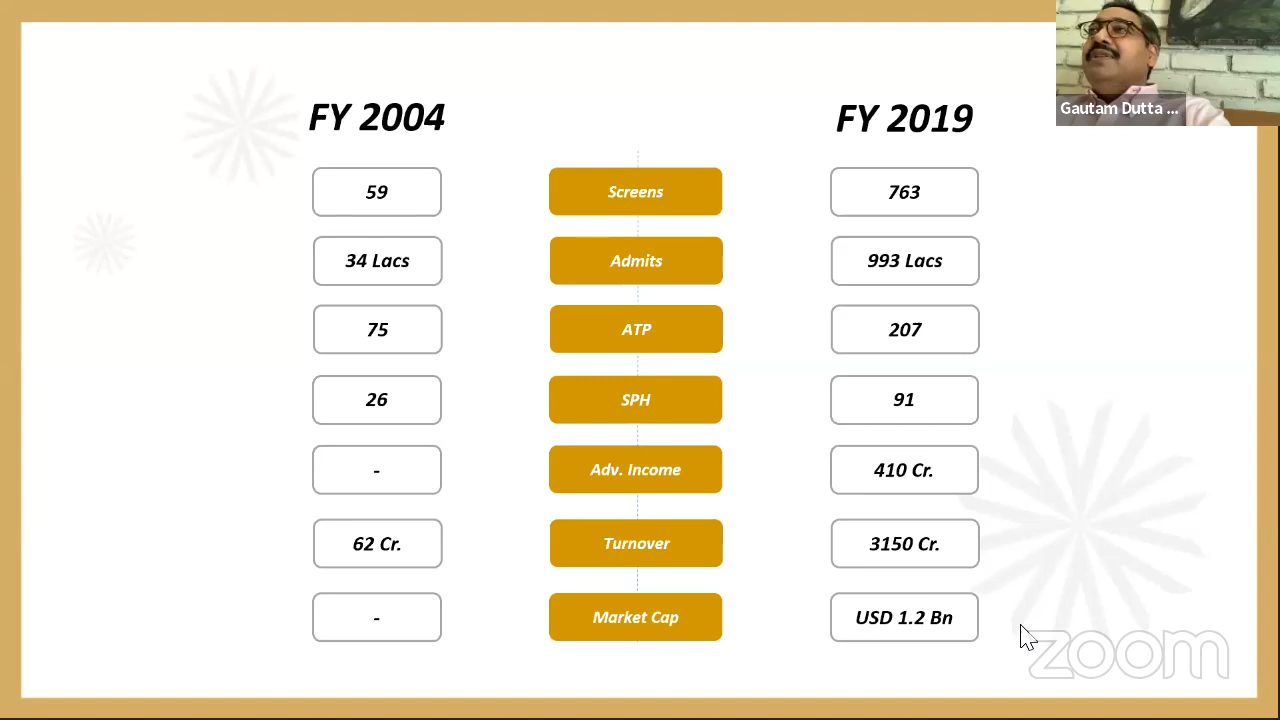 Gautam Dutta ...
FY 2004
FY 2019
59
Screens
763
34 Lacs
Admits
993 Lacs
75
ATP
207
26
SPH
91
-
Adv. Income
410 Cr.
62 Cr.
Turnover
3150 Cr.
-
Market Cap
USD 1.2 Bn
zoom